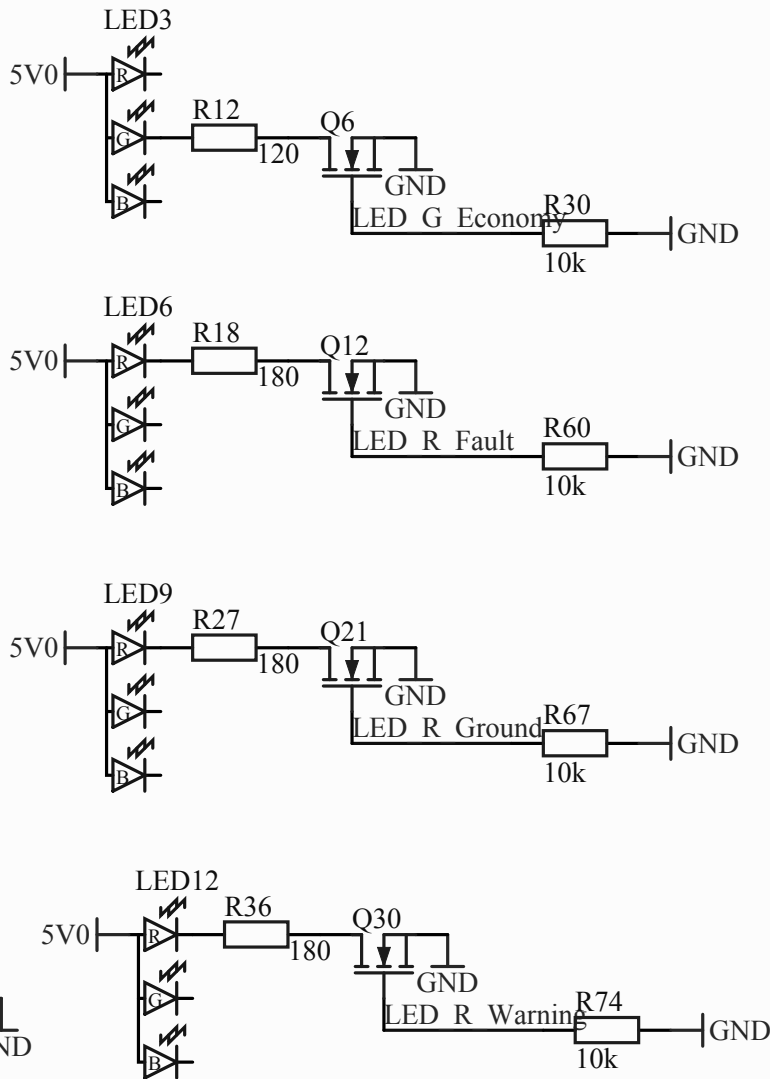 LED3
5V0
R
G
B
R12
120
Q6
GND
LED G Economy
R30
10k
GND
LED6
5V0
R
G
B
R18
180
Q12
GND
LED R Fault
R60
10k
GND
LED9
5V0
R
G
B
R27
180
Q21
GND
LED R Ground
R67
10k
GND
LED12
5V0
R
G
B
R36
180
Q30
GND
LED R Warning
R74
10k
GND
ND